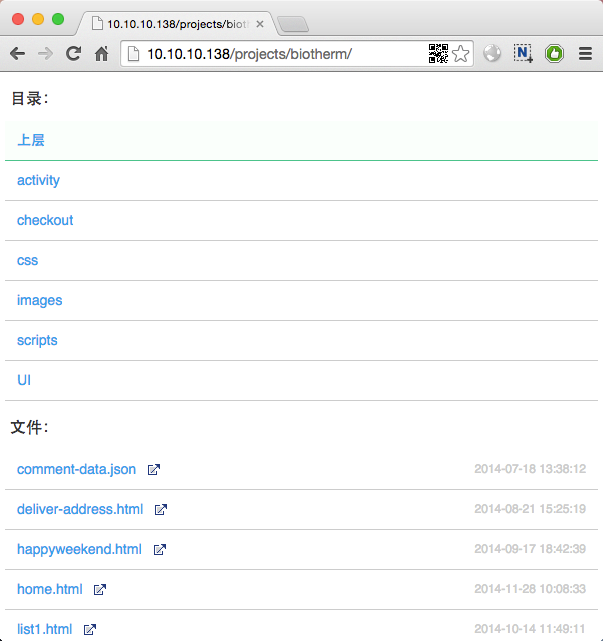 10.10.10.138/projects/bioth
10.10.10.138/projects/biotherm/
目录:
上层
activity
checkout
css
images
scripts
UI
文件:
comment-data.json 2014-07-18 13:38:12
deliver-address.html 2014-08-21 15:25:19
happyweekend.html 2014-09-17 18:42:39
home.html 2014-11-28 10:08:33
list1.html 2014-10-14 11:49:11